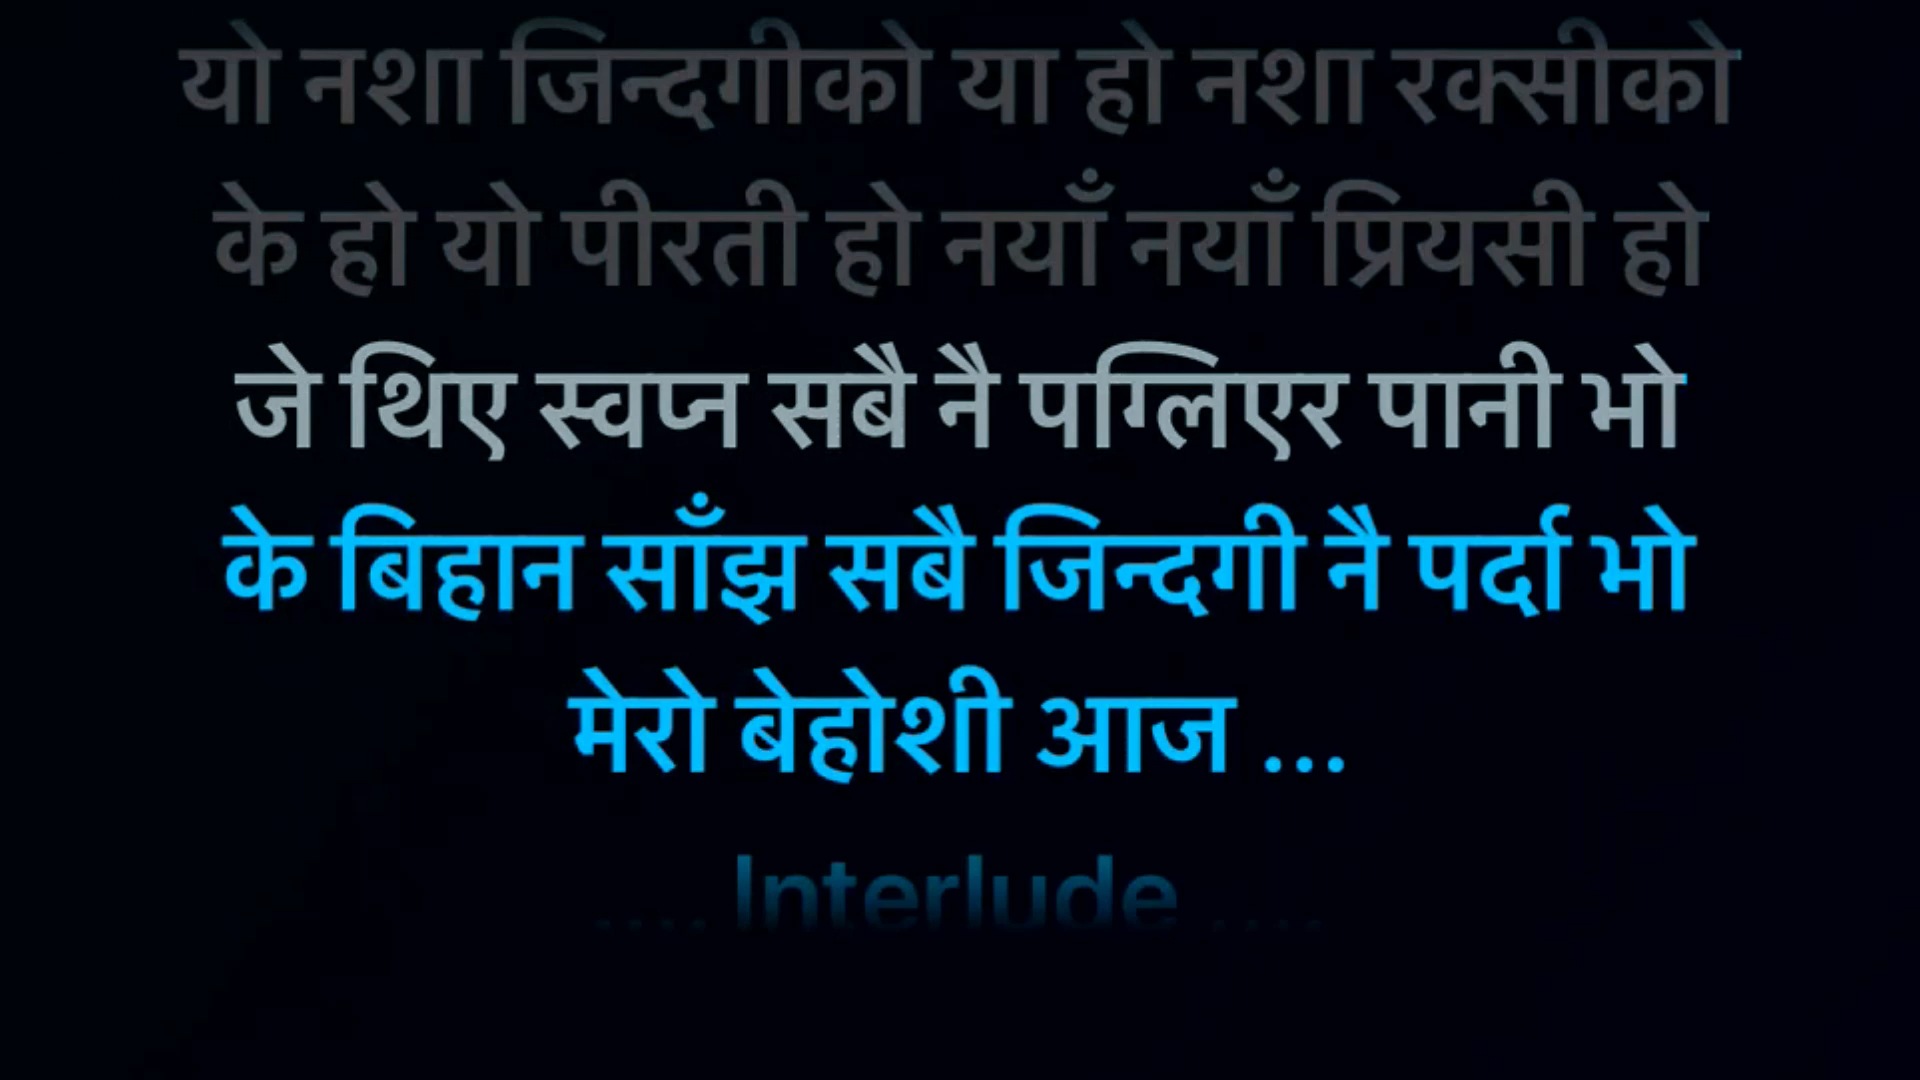 यो नशा जिन्दगीको या हो नशा रक्सीको
के हो यो पीरती हो नयाँ नयाँ प्रियसी हो
जे थिए स्वप्न सबै नै पग्लिएर पानी भो
के बिहान साँझ सबै जिन्दगी नै पर्दा भो
मेरो बेहोशी आज ...
.... Interlude ....